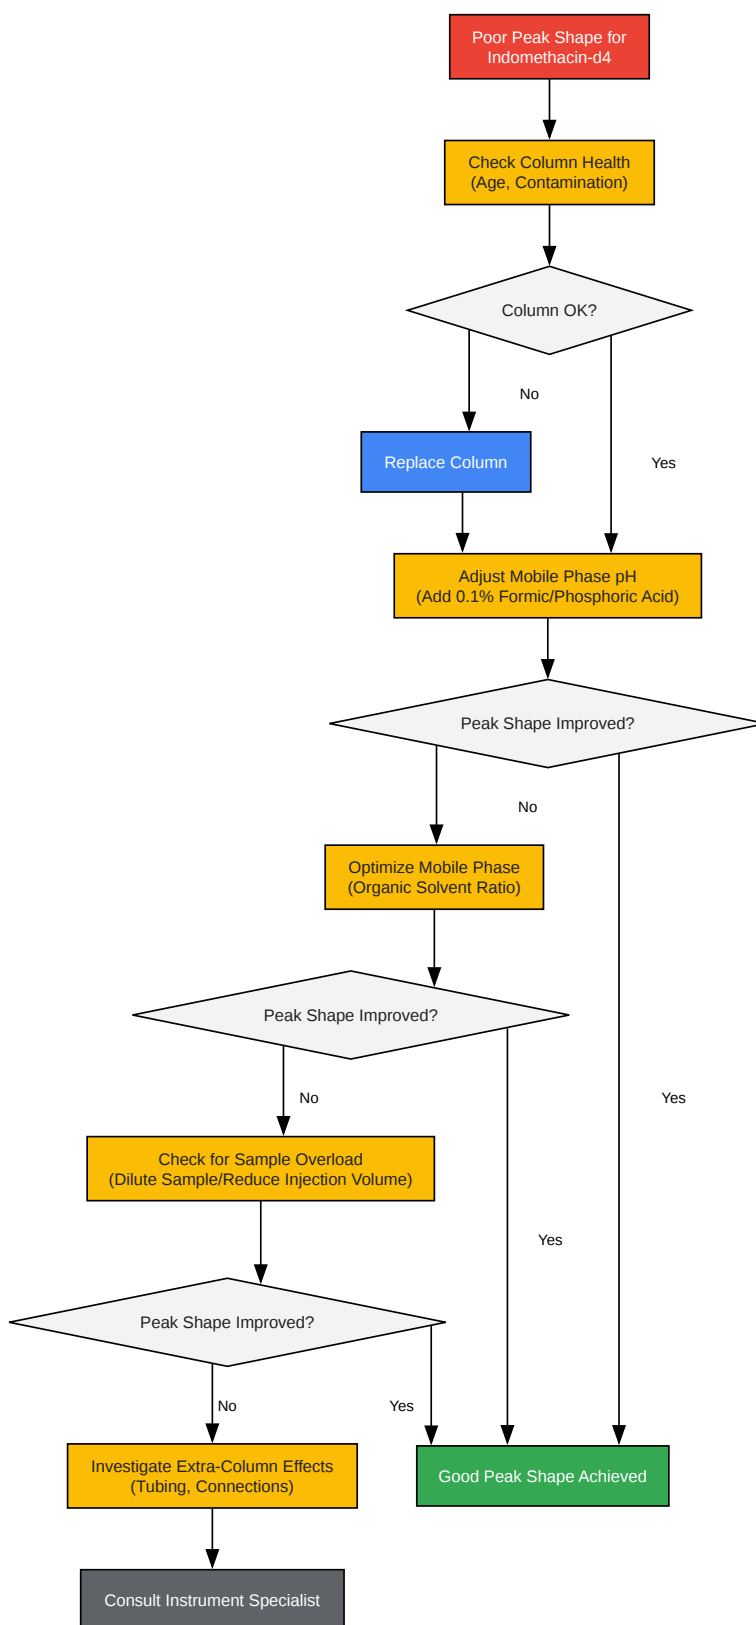 Poor Peak Shape for
Indomethacin-d4
Check Column Health
(Age, Contamination)
Column OK?
No
Replace Column
Yes
Adjust Mobile Phase pH
(Add 0.1% Formic/Phosphoric Acid)
Peak Shape Improved?
No
Optimize Mobile Phase
(Organic Solvent Ratio)
Peak Shape Improved?
No
Yes
Check for Sample Overload
(Dilute Sample/Reduce Injection Volume)
Yes
Peak Shape Improved?
No
Yes
Investigate Extra-Column Effects
(Tubing, Connections)
Good Peak Shape Achieved
Consult Instrument Specialist